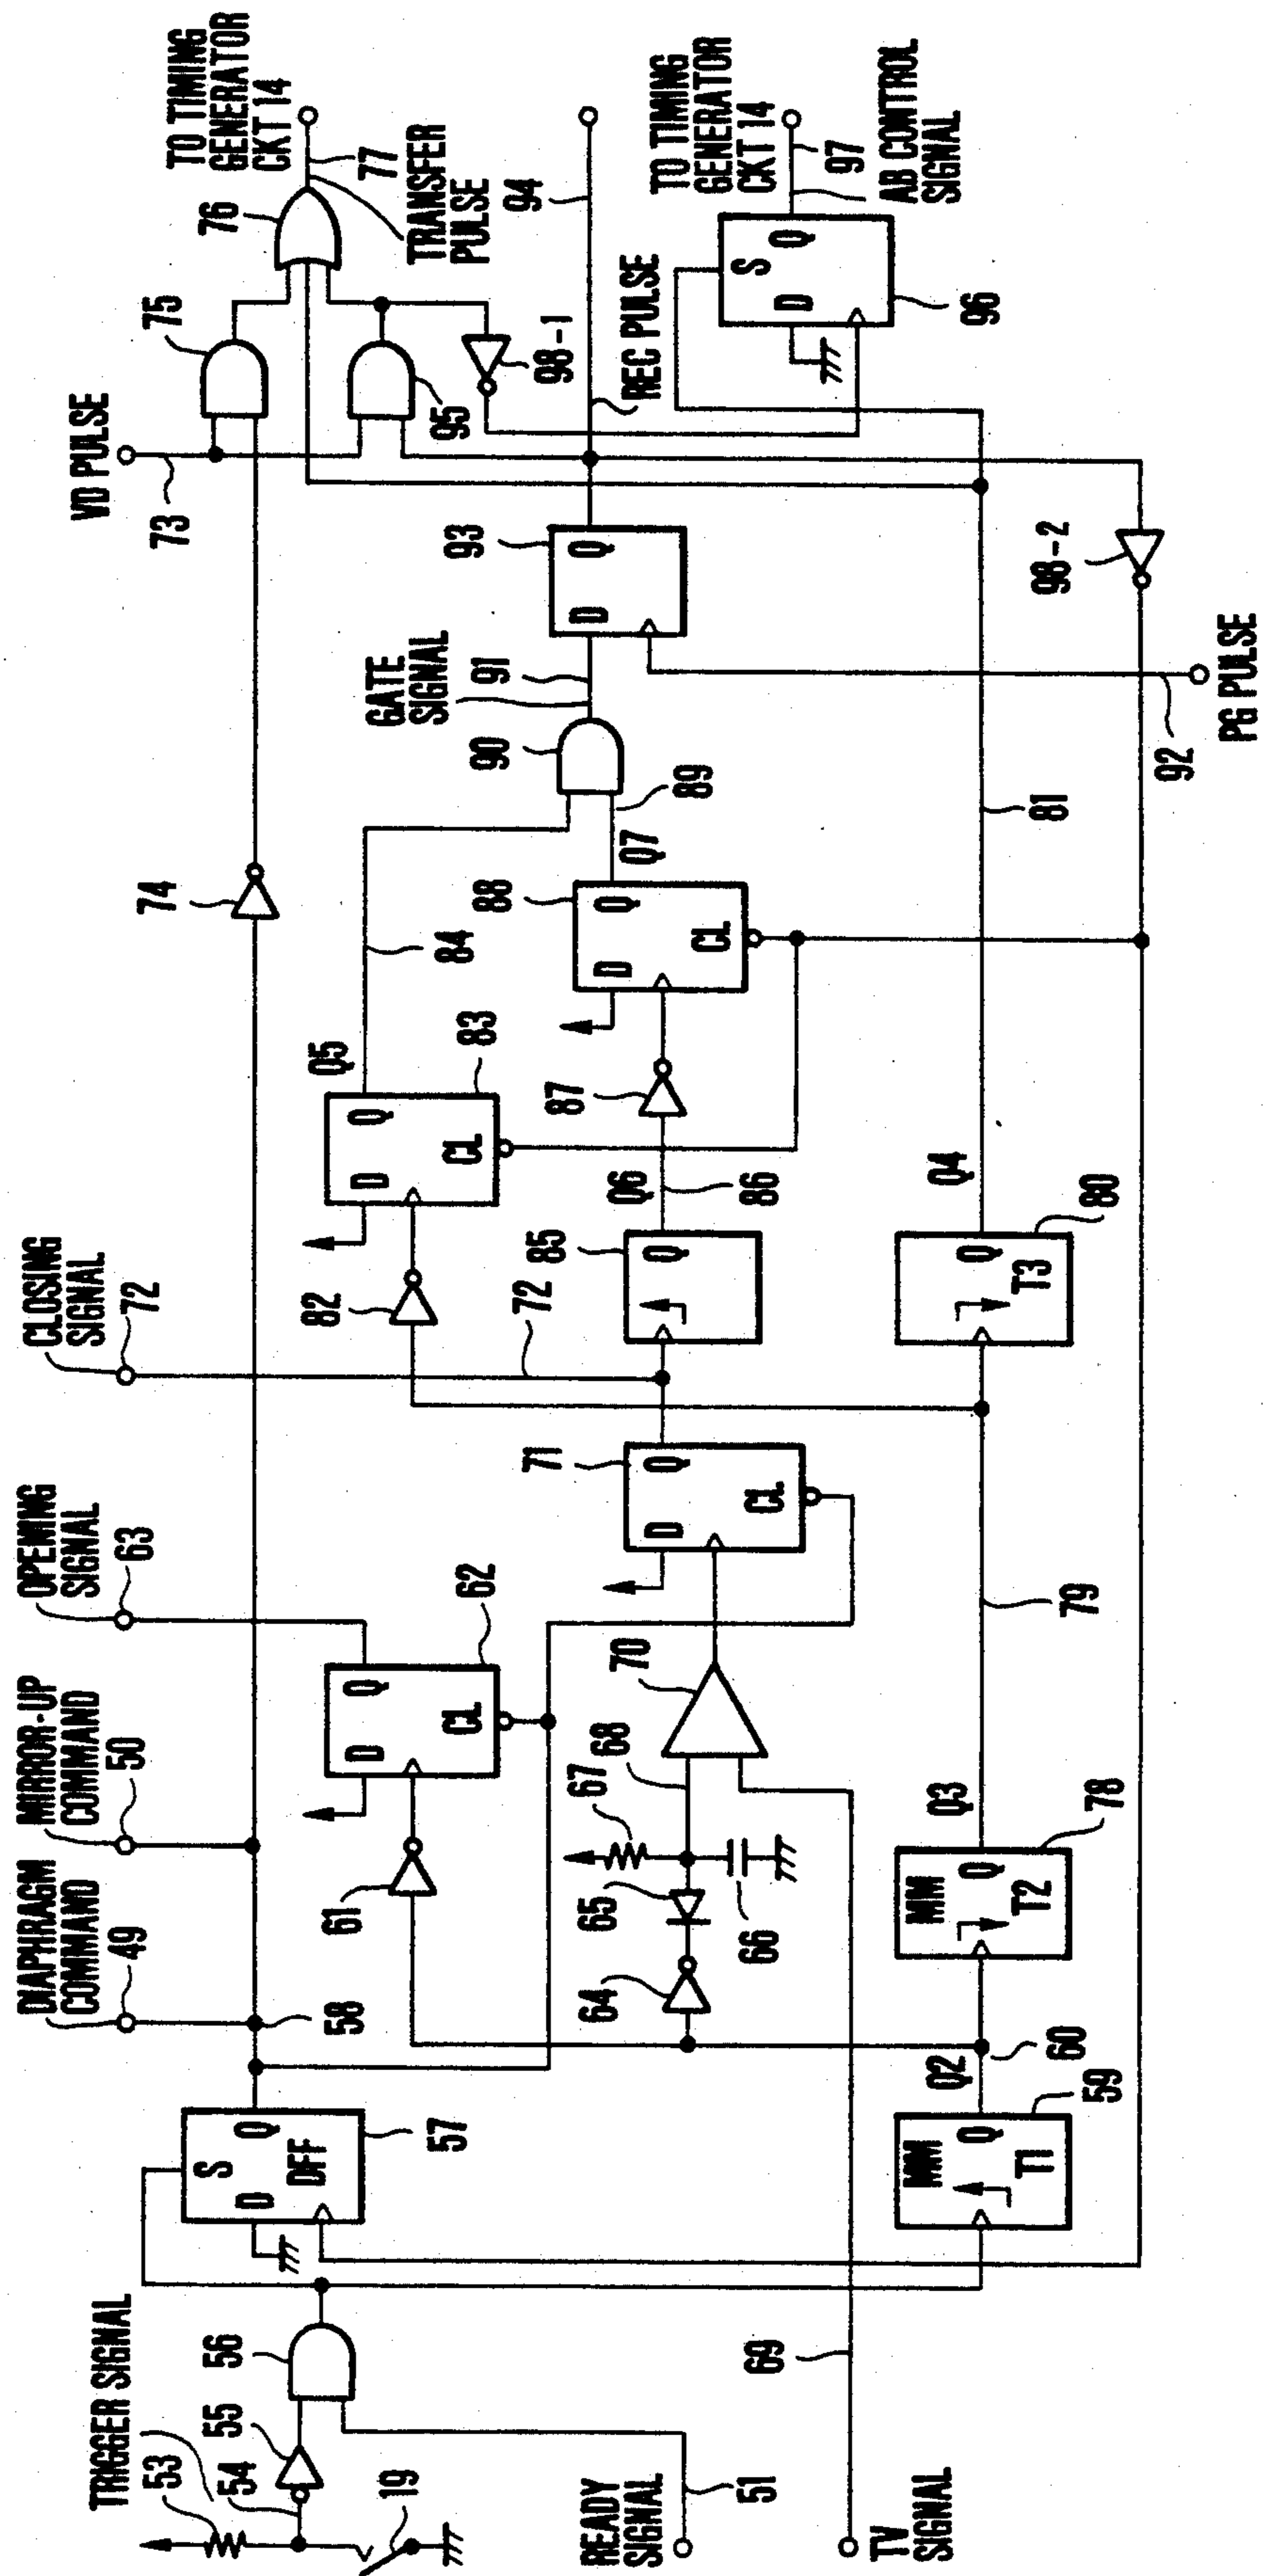 TRIGGER SIGNAL
53
54
55
56
19
READY
SIGNAL
51
TV
SIGNAL
69
S
D
Q
DFF
57
58
DIAPHRAGM
COMMAND
49
MIRROR-UP
COMMAND
50
OPENING
SIGNAL
63
CLOSING
SIGNAL
72
MM
Q
T1
59
Q2
60
61
D
Q
CL
62
64
65
66
67
68
70
D
Q
CL
71
72
MM
Q
T2
Q3
78
79
82
D
Q
CL
Q5
83
84
85
Q
Q6
86
87
D
Q
CL
88
Q7
89
Q
T3
Q4
80
81
74
90
GATE
SIGNAL
91
D
Q
93
PG PULSE
92
98-2
VD PULSE
73
75
95
98-1
REC PULSE
94
76
TRANSFER
PULSE
77
TO TIMING
GENERATOR
CKT 14
S
D
Q
96
TO TIMING
GENERATOR
CKT 14
97
AB CONTROL
SIGNAL